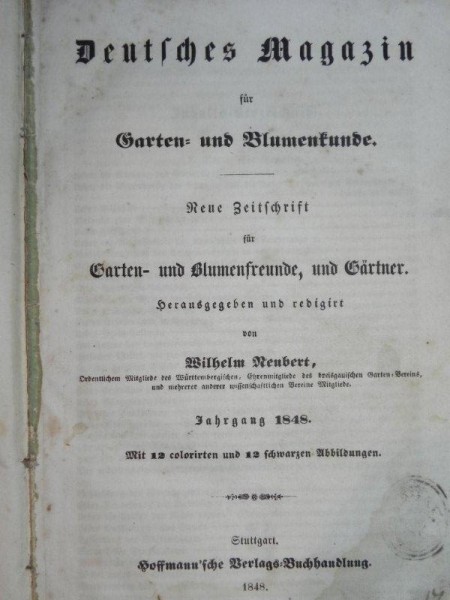 Deutsches Magazin
für
Garten- und Blumenkunde.
Neue Zeitschrift
für
Garten- und Blumenfreunde, und Gärtner.
Herausgegeben und redigirt
von
Wilhelm Neubert,
Ordentlichem Mitgliede des Württembergischen, Ehrenmitgliede des breisgauischen Garten-Vereins,
und mehrerer anderer wissenschaftlichen Vereine Mitgliede.
Jahrgang 1848.
Mit 12 colorirten und 12 schwarzen Abbildungen.
Stuttgart.
Hoffmann'sche Verlags-Buchhandlung.
1848.